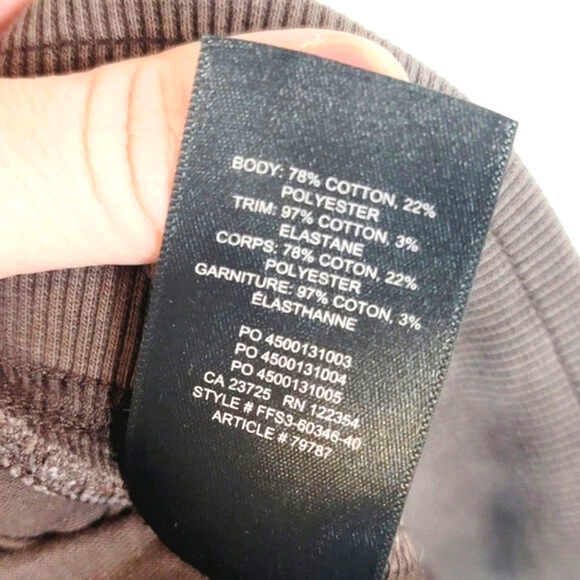 BODY: 78% COTTON, 22%
POLYESTER
TRIM: 97% COTTON, 3%
ELASTANE
CORPS: 78% COTON, 22%
POLYESTER
GARNITURE: 97% COTON, 3%
ÉLASTHANNE
PO 4500131003
PO 4500131004
PO 4500131005
CA 23725 RN 122354
STYLE # FFS3-60346-40
ARTICLE # 79787